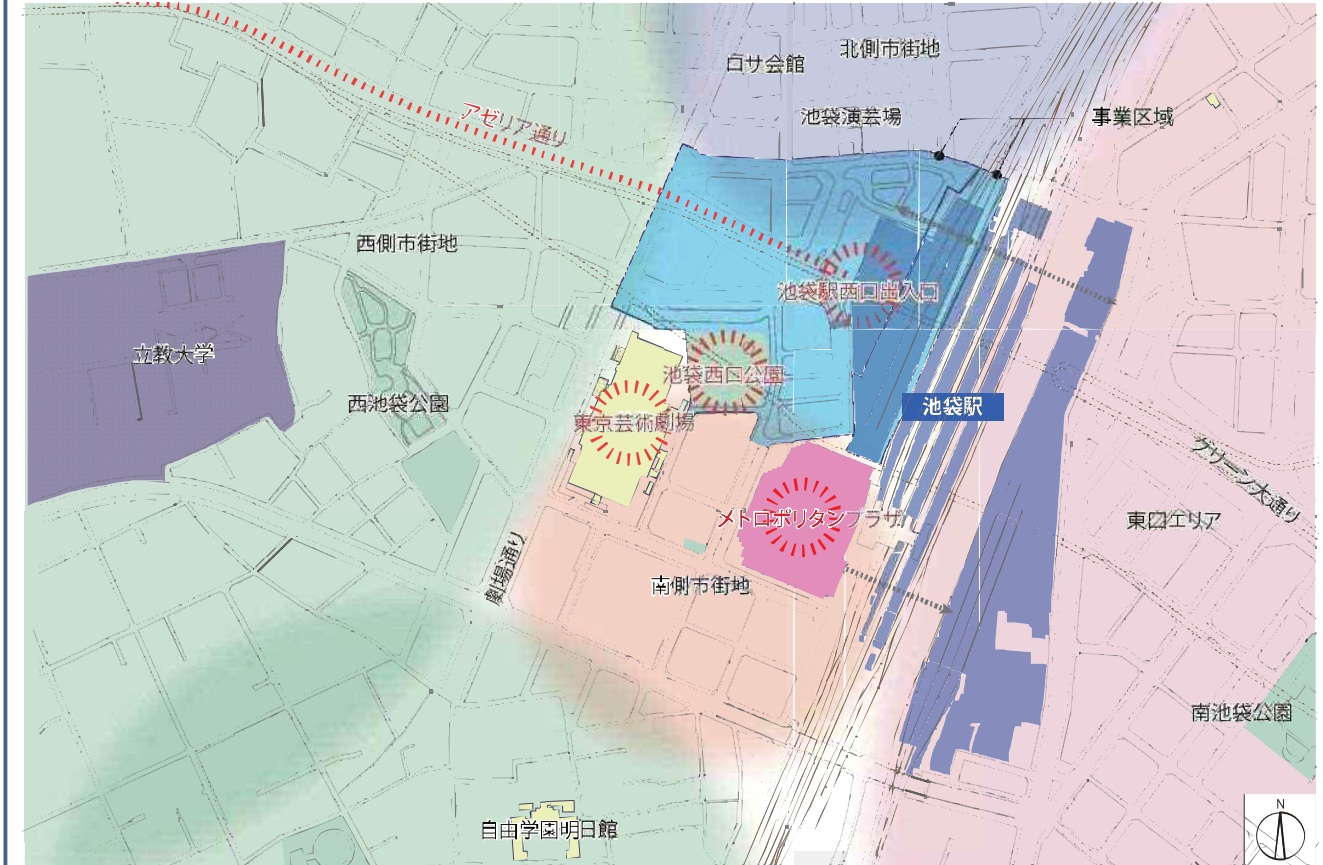 ロサ会館
北側市街地
池袋演芸場
事業区域
アゼリア通り
西側市街地
池袋駅西口出入口
立教大学
池袋西口公園
西池袋公園
池袋駅
東京芸術劇場
グリーン大通り
メトロポリタンプラザ
東口エリア
劇場通り
南側市街地
南池袋公園
自由学園明日館
N